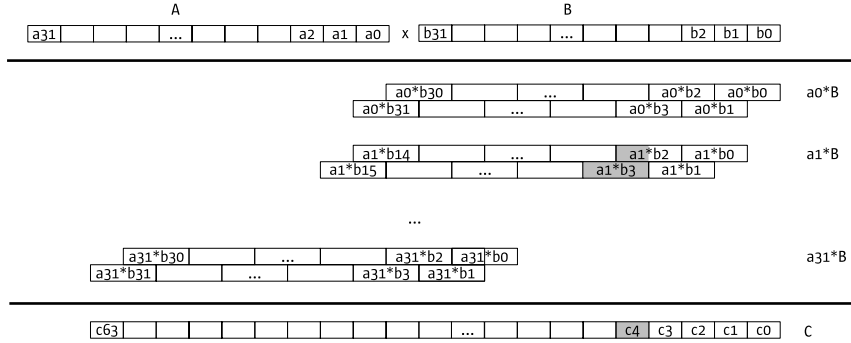 A B
a31 ... a2 a1 a0 x b31 ... b2 b1 b0
a0*b30 ... a0*b2 a0*b0 a0*B
a0*b31 ... a0*b3 a0*b1
a1*b14 ... a1*b2 a1*b0 a1*B
a1*b15 ... a1*b3 a1*b1
...
a31*b30 ... a31*b2 a31*b0 a31*B
a31*b31 ... a31*b3 a31*b1
c63 ... c4 c3 c2 c1 c0 C